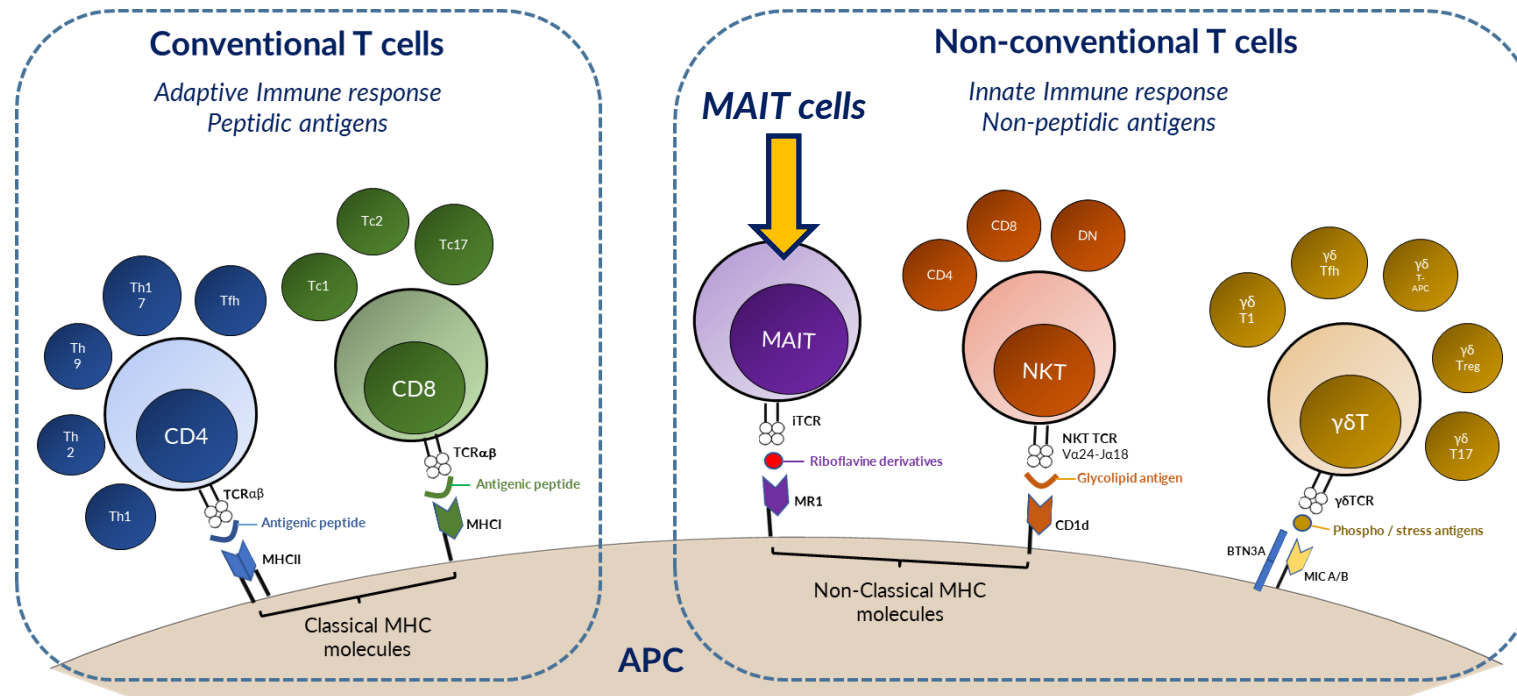 Conventional T cells
Adaptive Immune response
Peptidic antigens
Tc2
Tc17
Tc1
Th1
7
Tfh
Th
9
Th
2
Th1
CD4
CD8
TCRαβ
Antigenic peptide
MHCII
TCRαβ
Antigenic peptide
MHCI
Classical MHC
molecules
Non-conventional T cells
Innate Immune response
Non-peptidic antigens
MAIT cells
MAIT
iTCR
Riboflavine derivatives
MR1
CD4
CD8
DN
NKT
NKT TCR
Vα24-Jα18
Glycolipid antigen
CD1d
Non-Classical MHC
molecules
γδ
T1
γδ
Tfh
γδ
T-
APC
γδ
Treg
γδ
T17
γδT
γδTCR
Phospho / stress antigens
BTN3A
MIC A/B
APC